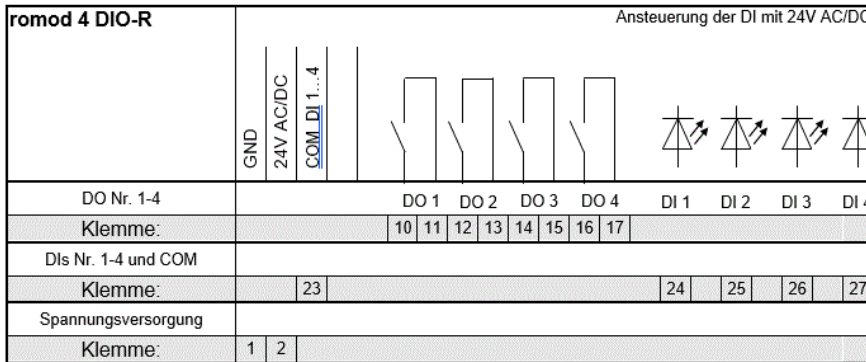 romod 4 DIO-R
Ansteuerung der DI mit 24V AC/DC
GND
24V AC/DC
COM DI 1...4
DO Nr. 1-4
DO 1 DO 2 DO 3 DO 4 DI 1 DI 2 DI 3 DI 4
Klemme:
10 11 12 13 14 15 16 17
DIs Nr. 1-4 und COM
Klemme:
23 24 25 26 27
Spannungsversorgung
Klemme:
1 2